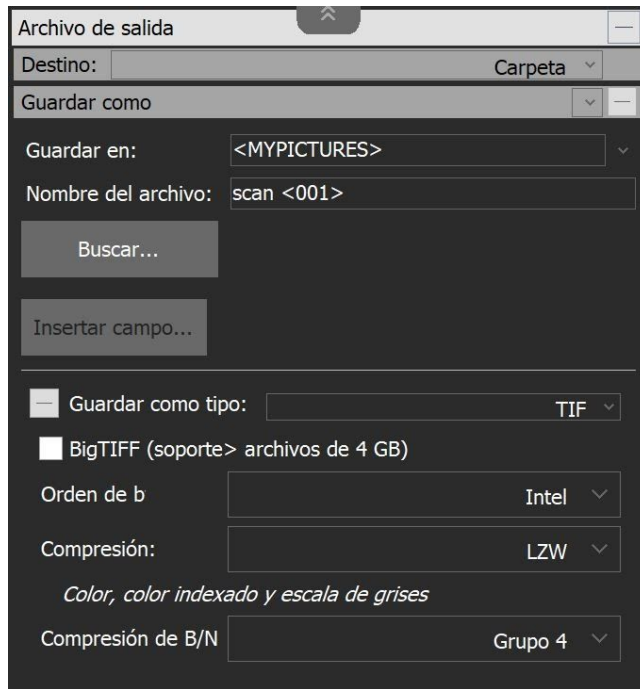 Archivo de salida
Destino: Carpeta
Guardar como
Guardar en: <MYPICTURES>
Nombre del archivo: scan <001>
Buscar...
Insertar campo...
Guardar como tipo: TIF
BigTIFF (soporte> archivos de 4 GB)
Orden de b Intel
Compresión: LZW
Color, color indexado y escala de grises
Compresión de B/N Grupo 4